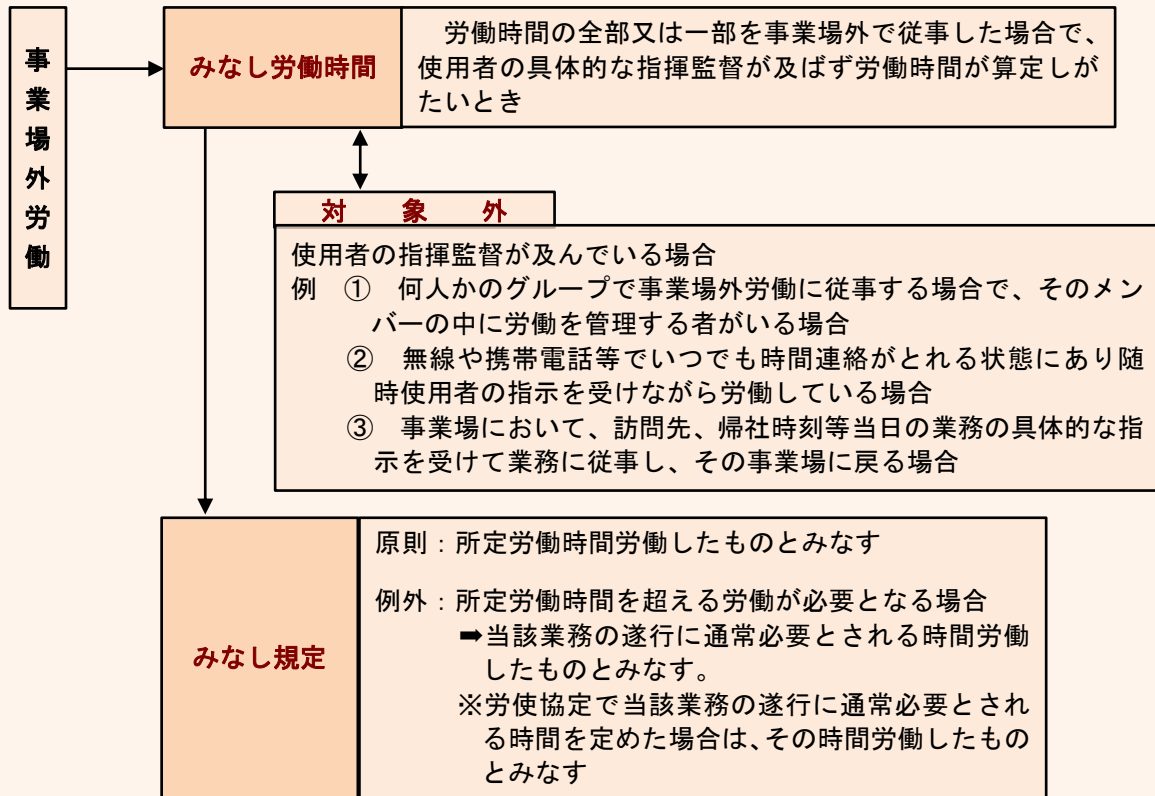 事業場外労働
みなし労働時間
労働時間の全部又は一部を事業場外で従事した場合で、
使用者の具体的な指揮監督が及ばず労働時間が算定しが
たいとき
対 象 外
使用者の指揮監督が及んでいる場合
例 ① 何人かのグループで事業場外労働に従事する場合で、そのメン
バーの中に労働を管理する者がいる場合
② 無線や携帯電話等でいつでも時間連絡がとれる状態にあり随
時使用者の指示を受けながら労働している場合
③ 事業場において、訪問先、帰社時刻等当日の業務の具体的な指
示を受けて業務に従事し、その事業場に戻る場合
みなし規定
原則：所定労働時間労働したものとみなす
例外：所定労働時間を超える労働が必要となる場合
➡当該業務の遂行に通常必要とされる時間労働
したものとみなす。
※労使協定で当該業務の遂行に通常必要とされ
る時間を定めた場合は、その時間労働したもの
とみなす